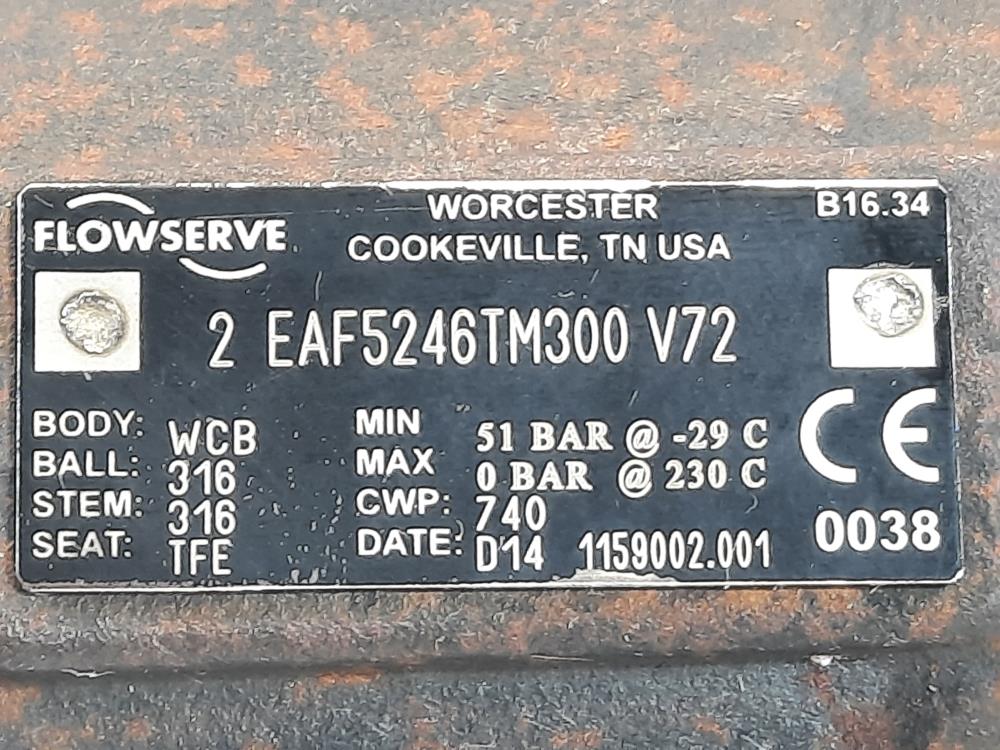 FLOWSERVE
WORCESTER
COOKEVILLE, TN USA
B16.34
2 EAF5246TM300 V72
BODY: WCB
BALL: 316
STEM: 316
SEAT: TFE
MIN 51 BAR @ -29 C
MAX 0 BAR @ 230 C
CWP: 740
DATE: D14 1159002.001
CE
0038